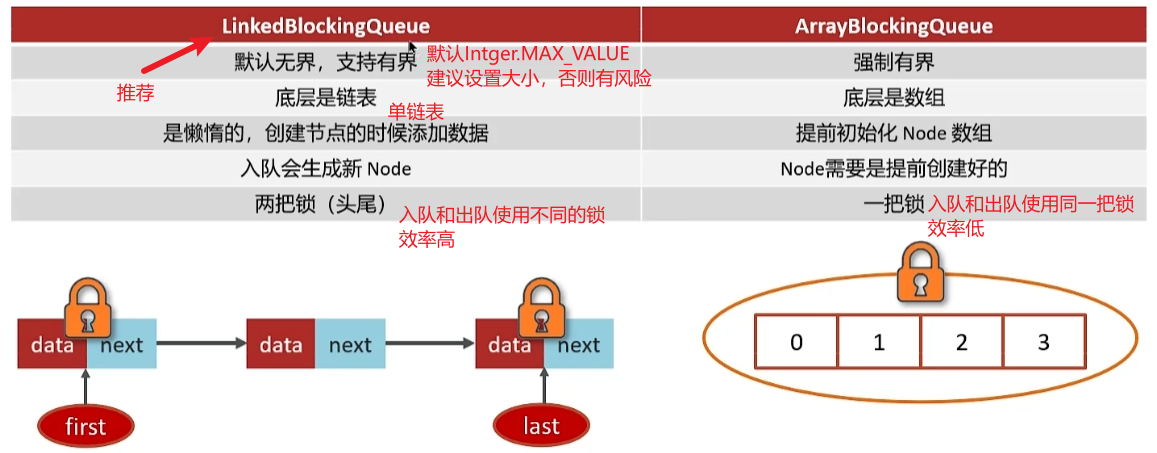 LinkedBlockingQueue
ArrayBlockingQueue
推荐
默认无界，支持有界
默认Intger.MAX_VALUE
建议设置大小，否则有风险
强制有界
底层是链表
单链表
底层是数组
是懒惰的，创建节点的时候添加数据
提前初始化 Node 数组
入队会生成新 Node
Node需要是提前创建好的
两把锁（头尾）
入队和出队使用不同的锁
效率高
一把锁
入队和出队使用同一把锁
效率低
data next
data next
data next
first
last
0 1 2 3